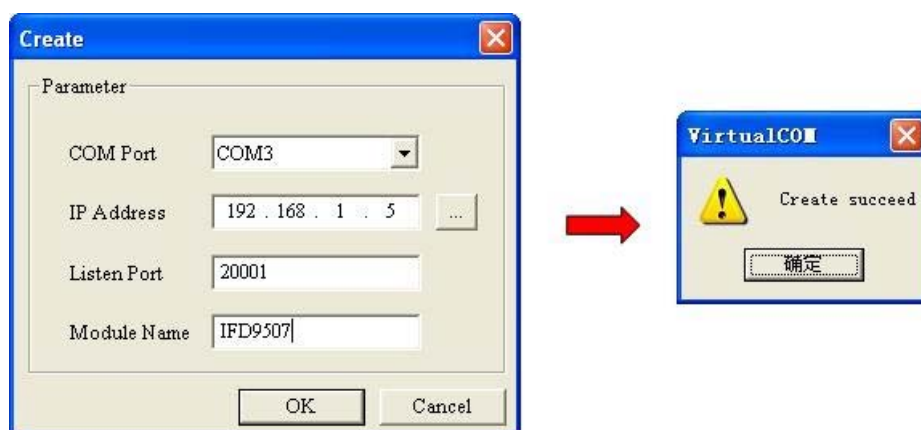 Create
Parameter
COM Port COM3
IP Address 192 . 168 . 1 . 5 ...
Listen Port 20001
Module Name IFD9507
OK Cancel
VirtualCOM
Create succeed
确定